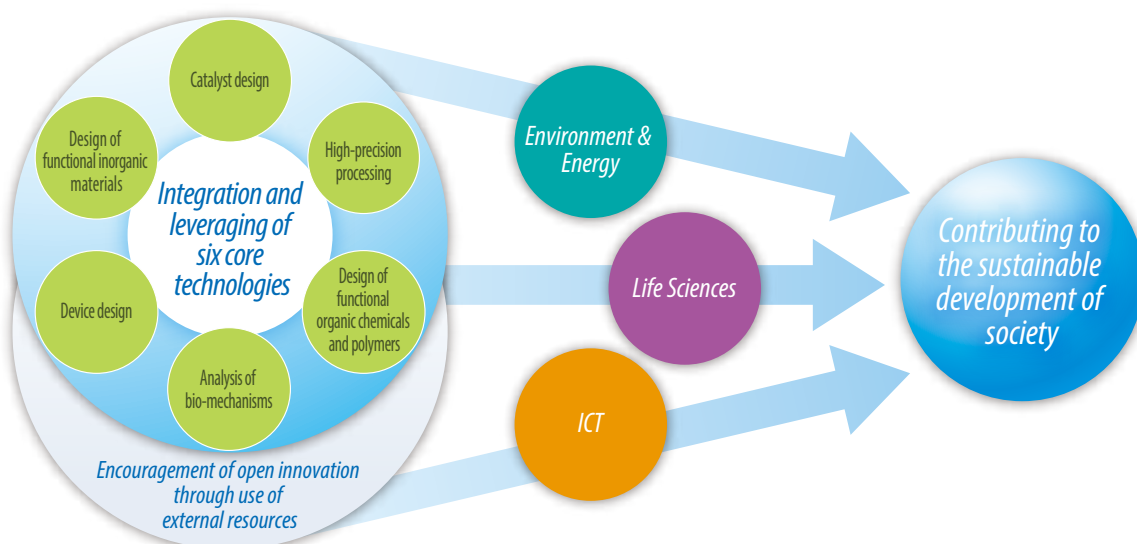 Catalyst design
Design of
functional inorganic
materials
High-precision
processing
Integration and
leveraging of
six core
technologies
Device design
Design of
functional
organic chemicals
and polymers
Analysis of
bio-mechanisms
Encouragement of open innovation
through use of
external resources
Environment &
Energy
Life Sciences
ICT
Contributing to
the sustainable
development of
society